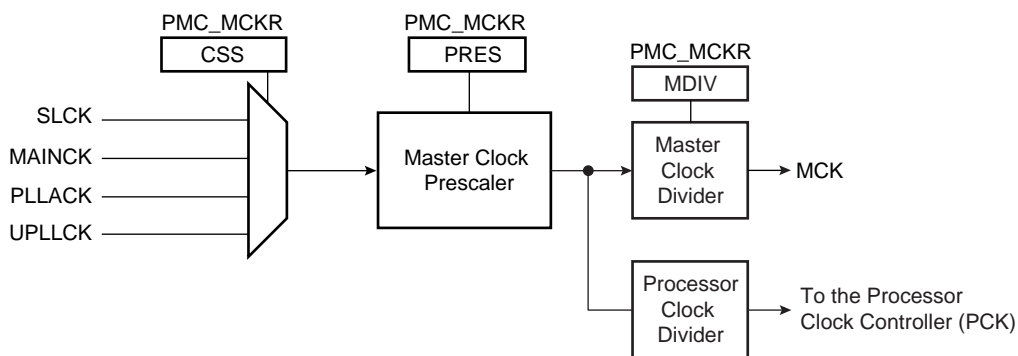 PMC_MCKR
PMC_MCKR
PMC_MCKR
CSS
PRES
MDIV
SLCK
MAINCK
PLLACK
UPLLCK
Master Clock
Prescaler
Master
Clock
Divider
MCK
Processor
Clock
Divider
To the Processor
Clock Controller (PCK)